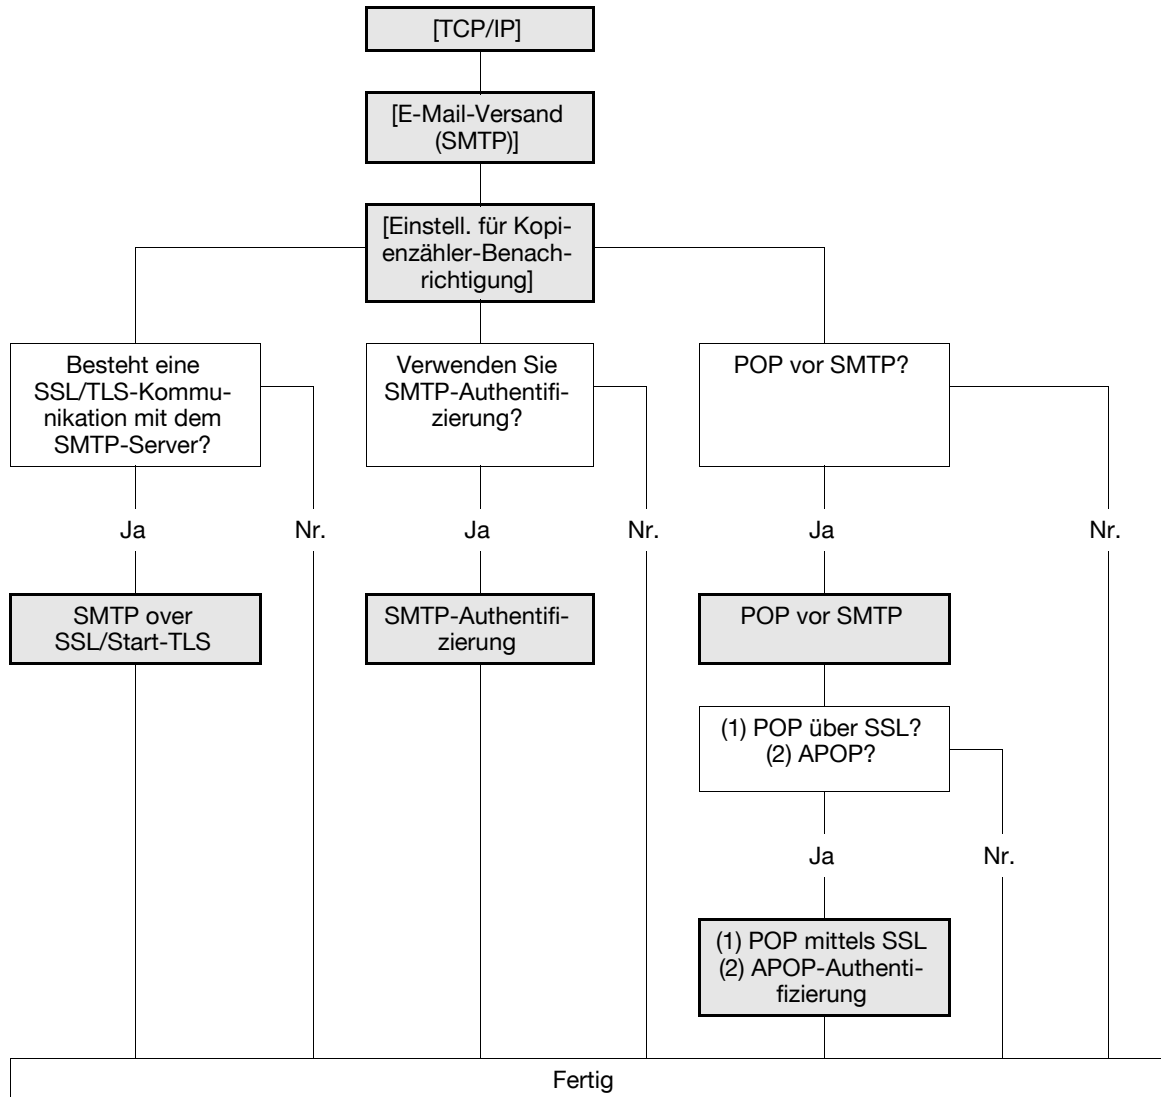 [TCP/IP]
[E-Mail-Versand
(SMTP)]
[Einstell. für Kopi-
enzähler-Benach-
richtigung]
Besteht eine
SSL/TLS-Kommu-
nikation mit dem
SMTP-Server?
Verwenden Sie
SMTP-Authentifi-
zierung?
POP vor SMTP?
Ja
Nr.
Ja
Nr.
Ja
Nr.
SMTP over
SSL/Start-TLS
SMTP-Authentifi-
zierung
POP vor SMTP
(1) POP über SSL?
(2) APOP?
Ja
Nr.
(1) POP mittels SSL
(2) APOP-Authenti-
fizierung
Fertig